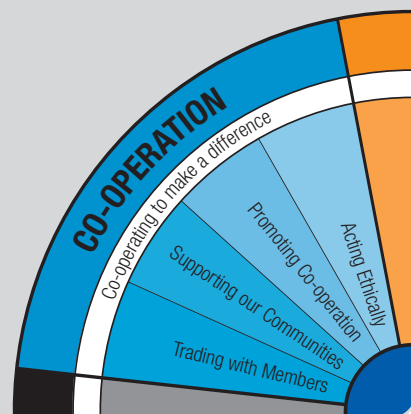 CO-OPERATION
Co-operating to make a difference
Acting Ethically
Promoting Co-operation
Supporting our Communities
Trading with Members